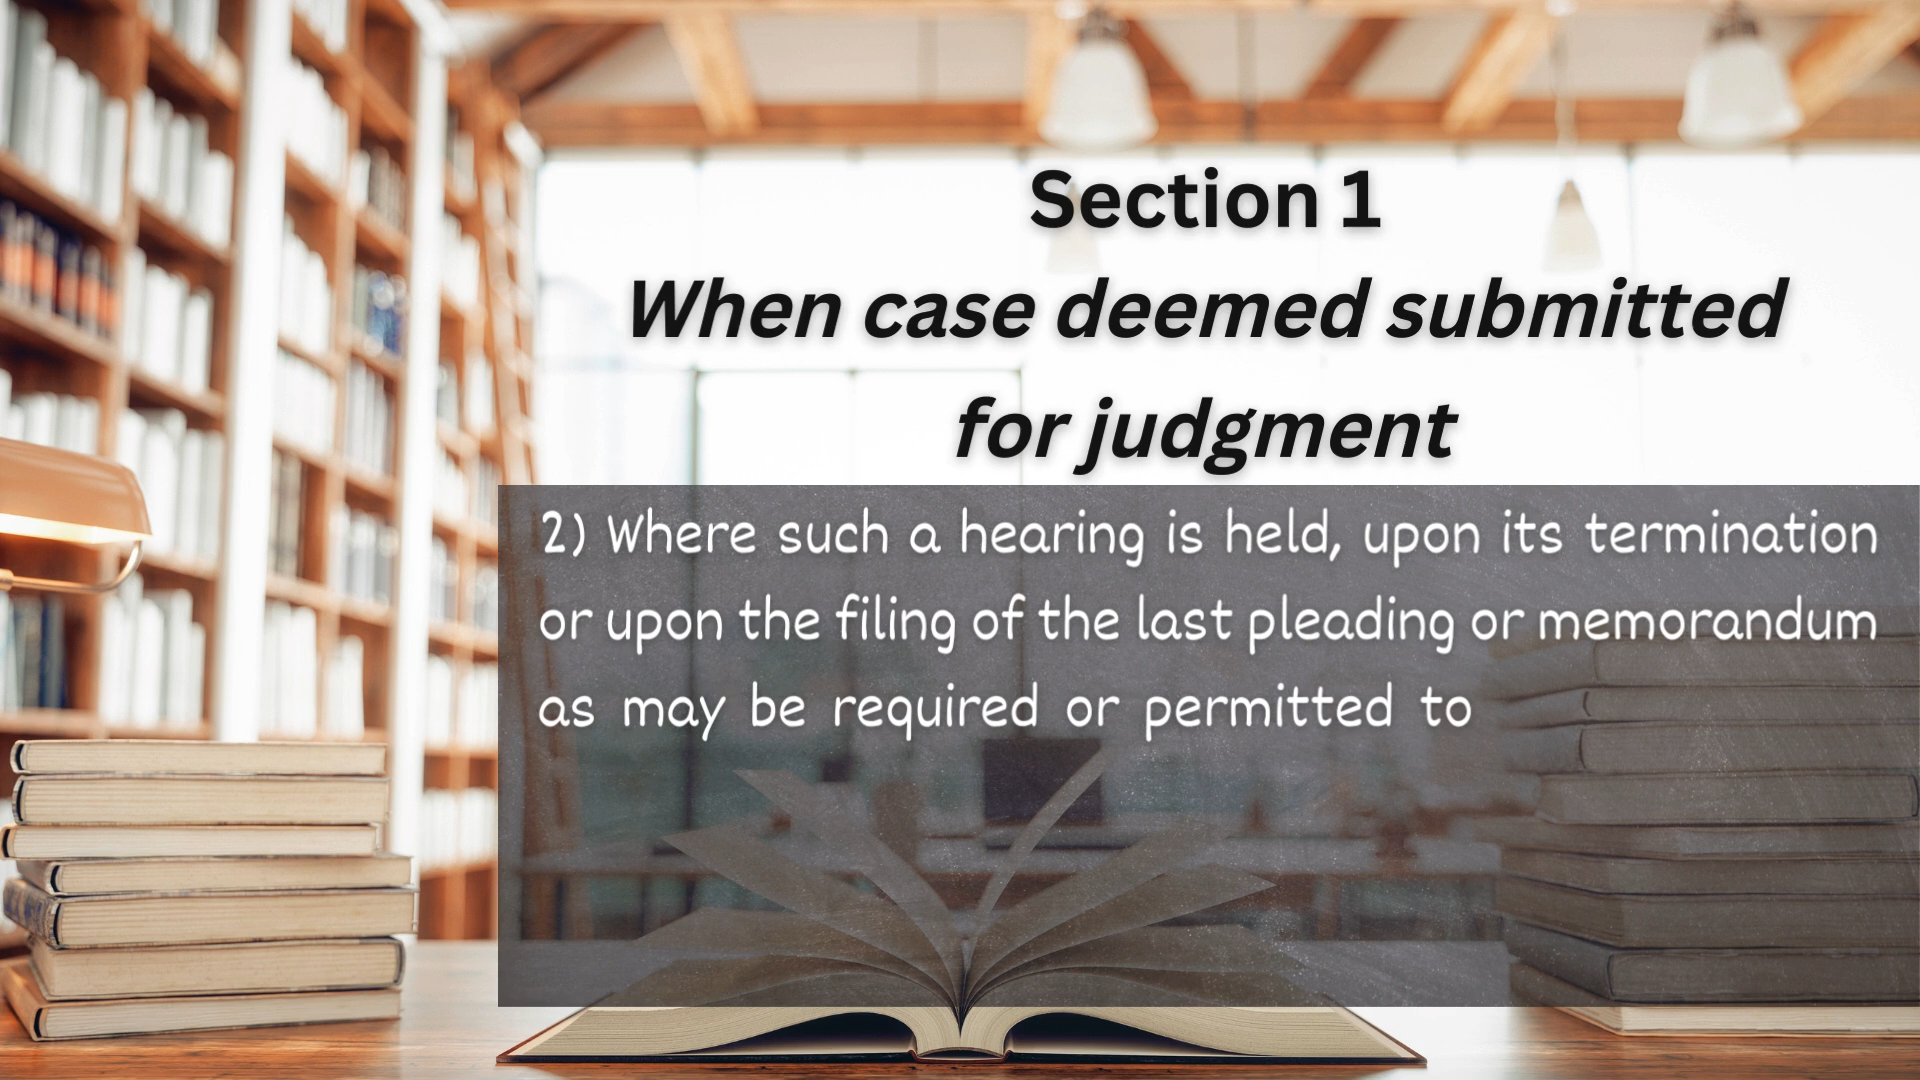 Section 1
When case deemed submitted
for judgment
2) Where such a hearing is held, upon its termination
or upon the filing of the last pleading or memorandum
as may be required or permitted to